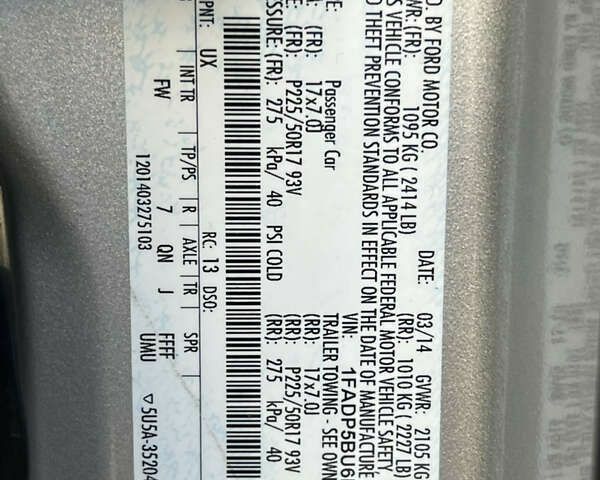 D. BY FORD MOTOR CO.
DATE: 03/14 GVWR: 2105 KG
WR: (FR): 1095 KG ( 2414 LB) (RR): 1010 KG ( 2227 LB)
S VEHICLE CONFORMS TO ALL APPLICABLE FEDERAL MOTOR VEHICLE SAFETY
D THEFT PREVENTION STANDARDS IN EFFECT ON THE DATE OF MANUFACTURE
VIN: 1FADP5BU6
E: Passenger Car TRAILER TOWING - SEE OWN
(FR): 17x7.0J (RR): 17x7.0J
(FR): P225/50R17 93V (RR): P225/50R17 93V
SSURE: (FR): 275 kPa/ 40 PSI COLD (RR): 275 kPa/ 40
PNT: UX RC: 13 DSO:
INT TR TP/PS R AXLE TR SPR
FW 7 QN J FFFF UMU
1201403275103 ▽5U5A-35204